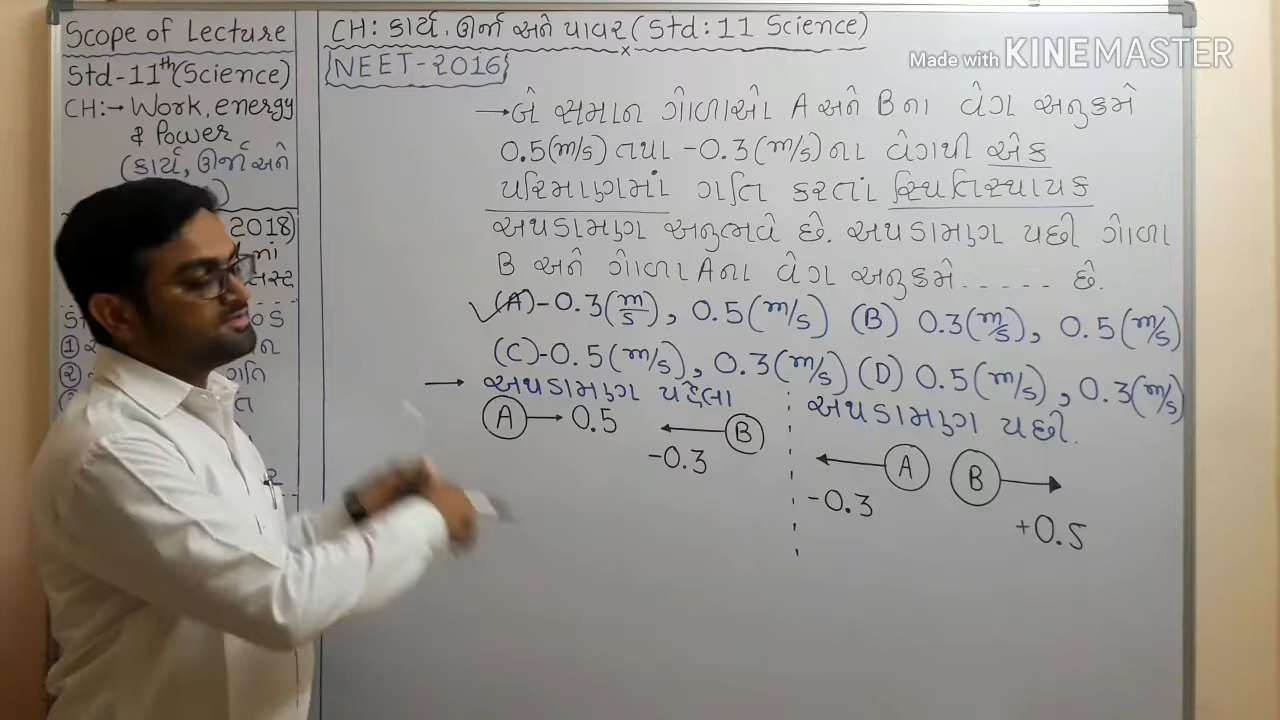 Scope of Lecture
Std-11th (Science)
CH:→ Work, energy
& Power
(કાર્ય, ઊર્જા અને
2018)
CH: કાર્ય, ઊર્જા અને પાવર (Std: 11 Science)
Made with KINEMASTER
{NEET-2016}
→ બે સમાન ગોળાઓ A અને B ના વેગ અનુક્રમે
0.5(m/s) તથા -0.3(m/s) ના વેગથી એક
પરિમાણમાં ગતિ કરતાં સ્થિતિસ્થાપક
અથડામણ અનુભવે છે. અથડામણ પછી ગોળા
B અને ગોળા A ના વેગ અનુક્રમે ..... છે.
(A) -0.3(m/s), 0.5(m/s) (B) 0.3(m/s), 0.5(m/s)
(C) -0.5(m/s), 0.3(m/s) (D) 0.5(m/s), 0.3(m/s)
→ અથડામણ પહેલા
A → 0.5 ← B
-0.3
અથડામણ પછી.
← A B →
-0.3 +0.5